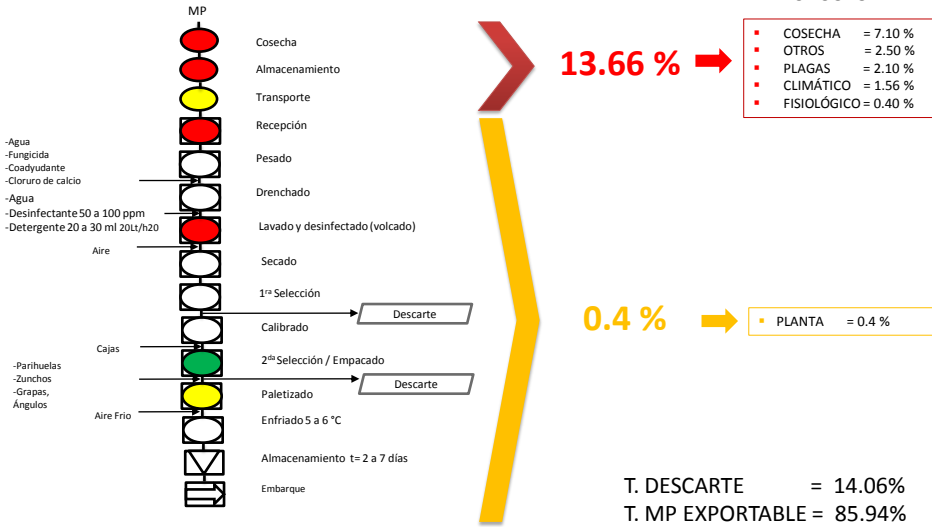 MP
Cosecha
Almacenamiento
Transporte
Recepción
-Agua
-Fungicida
-Coadyudante
-Cloruro de calcio
Pesado
Drenchado
-Agua
-Desinfectante 50 a 100 ppm
-Detergente 20 a 30 ml 20Lt/h20
Lavado y desinfectado (volcado)
Aire
Secado
1ra Selección
Descarte
Calibrado
Cajas
2da Selección / Empacado
-Parihuelas
-Zunchos
-Grapas,
Ángulos
Descarte
Paletizado
Aire Frio
Enfriado 5 a 6 °C
Almacenamiento t= 2 a 7 días
Embarque
13.66 %
▪ COSECHA = 7.10 %
▪ OTROS = 2.50 %
▪ PLAGAS = 2.10 %
▪ CLIMÁTICO = 1.56 %
▪ FISIOLÓGICO = 0.40 %
0.4 %
▪ PLANTA = 0.4 %
T. DESCARTE = 14.06%
T. MP EXPORTABLE = 85.94%